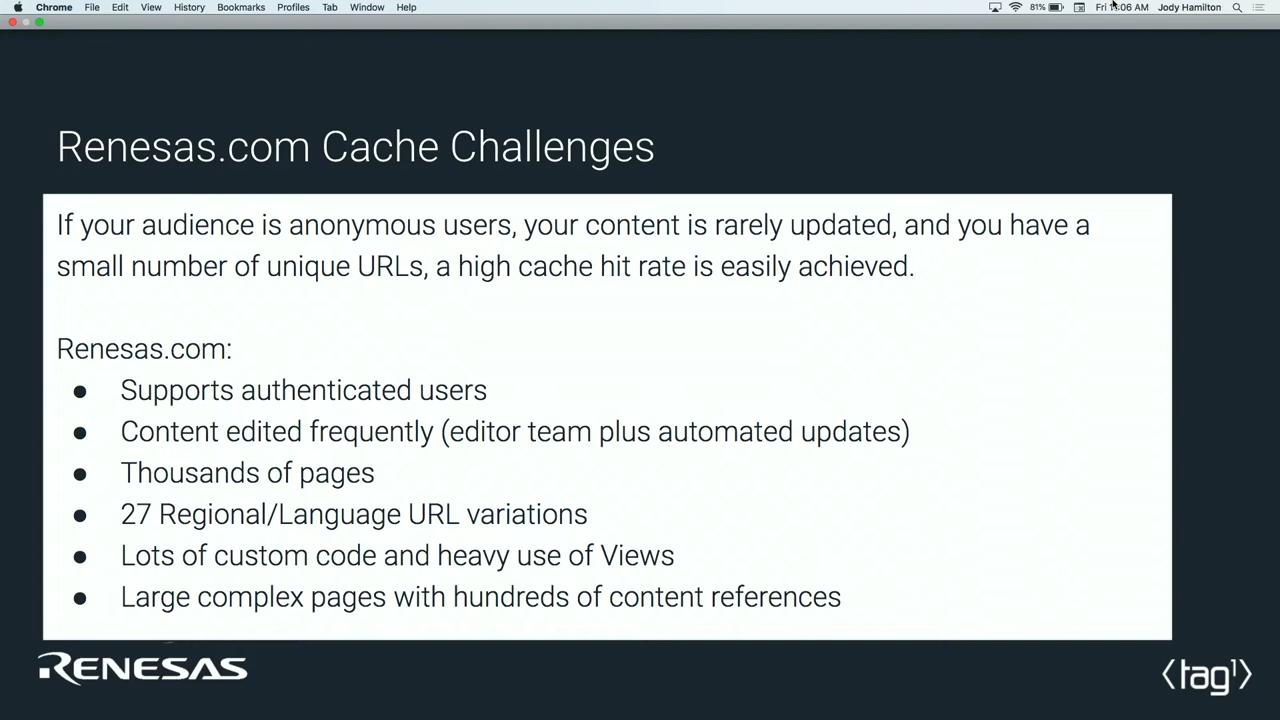 Chrome File Edit View History Bookmarks Profiles Tab Window Help 81% Fri 06 AM Jody Hamilton
Renesas.com Cache Challenges
If your audience is anonymous users, your content is rarely updated, and you have a
small number of unique URLs, a high cache hit rate is easily achieved.
Renesas.com:
● Supports authenticated users
● Content edited frequently (editor team plus automated updates)
● Thousands of pages
● 27 Regional/Language URL variations
● Lots of custom code and heavy use of Views
● Large complex pages with hundreds of content references
RENESAS
<tag1>